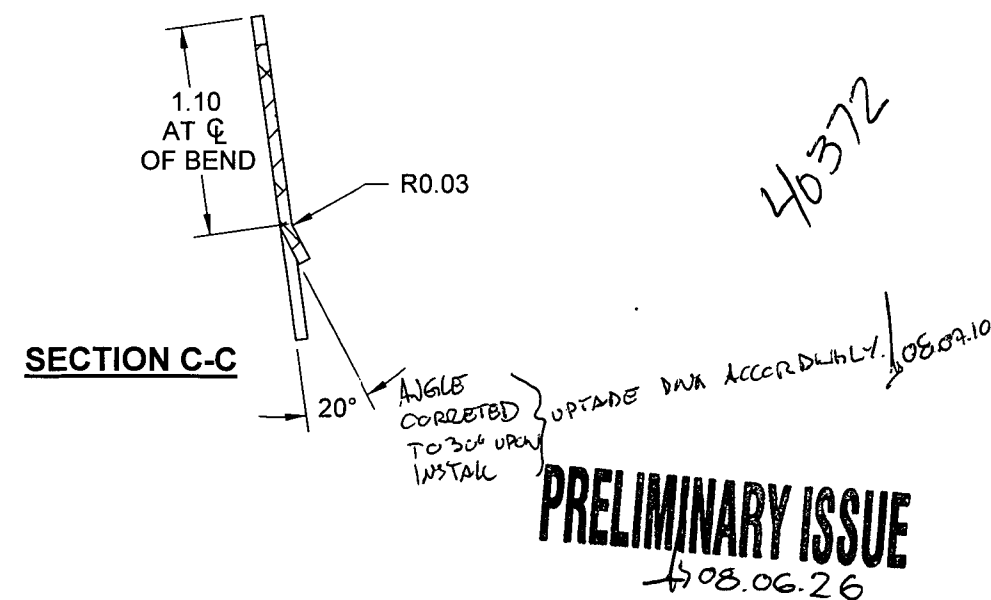 1.10
AT ℄
OF BEND
R0.03
40372
SECTION C-C
20°
ANGLE
CORRETED
TO 30° UPON
INSTALL
UPTADE DWG ACCORDINGLY.
08.07.10
PRELIMINARY ISSUE
08.06.26